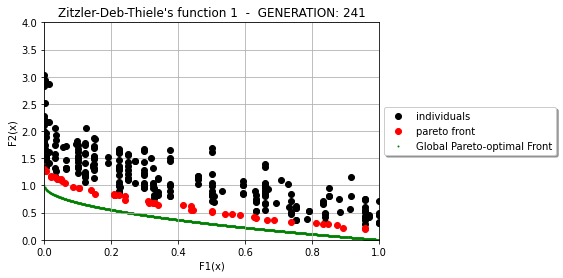 Zitzler-Deb-Thiele's function 1 - GENERATION: 241
4.0
3.5
3.0
2.5
2.0
1.5
1.0
0.5
0.0
F2(x)
0.0 0.2 0.4 0.6 0.8 1.0
F1(x)
individuals
pareto front
Global Pareto-optimal Front